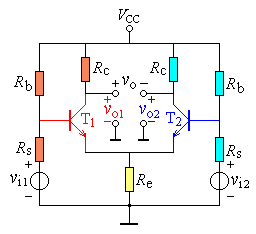 VCC
Rb Rc + vo − Rc Rb
+ vo1 − + vo2 −
T1 T2
Rs Rs
+ vi1 − Re + vi2 −